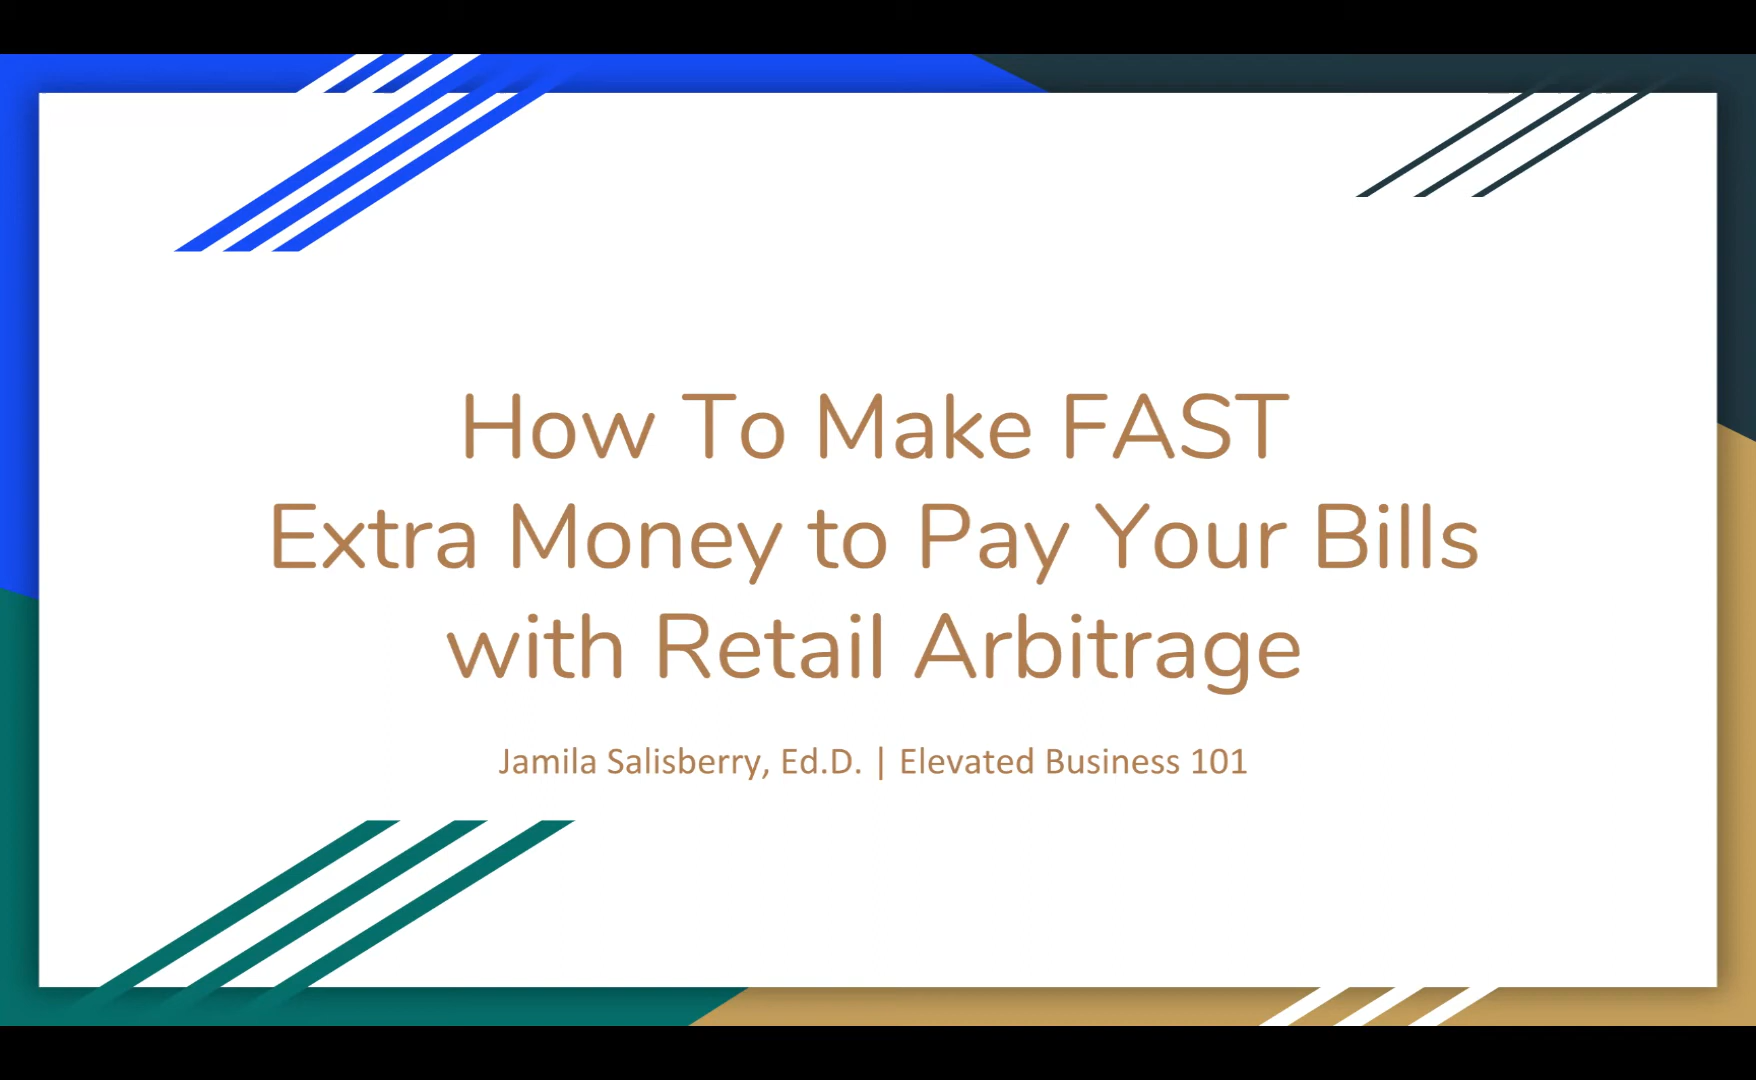 How To Make FAST
Extra Money to Pay Your Bills
with Retail Arbitrage
Jamila Salisberry, Ed.D. | Elevated Business 101